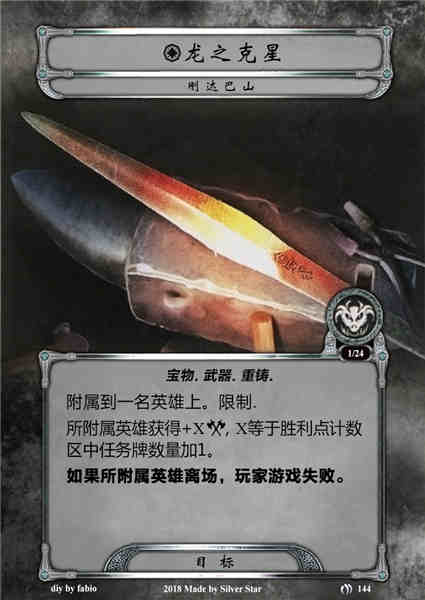 龙之克星
刚达巴山
1/24
宝物. 武器. 重铸.
附属到一名英雄上。限制.
所附属英雄获得+X, X等于胜利点计数
区中任务牌数量加1。
如果所附属英雄离场，玩家游戏失败。
目标
diy by fabio
2018 Made by Silver Star
144